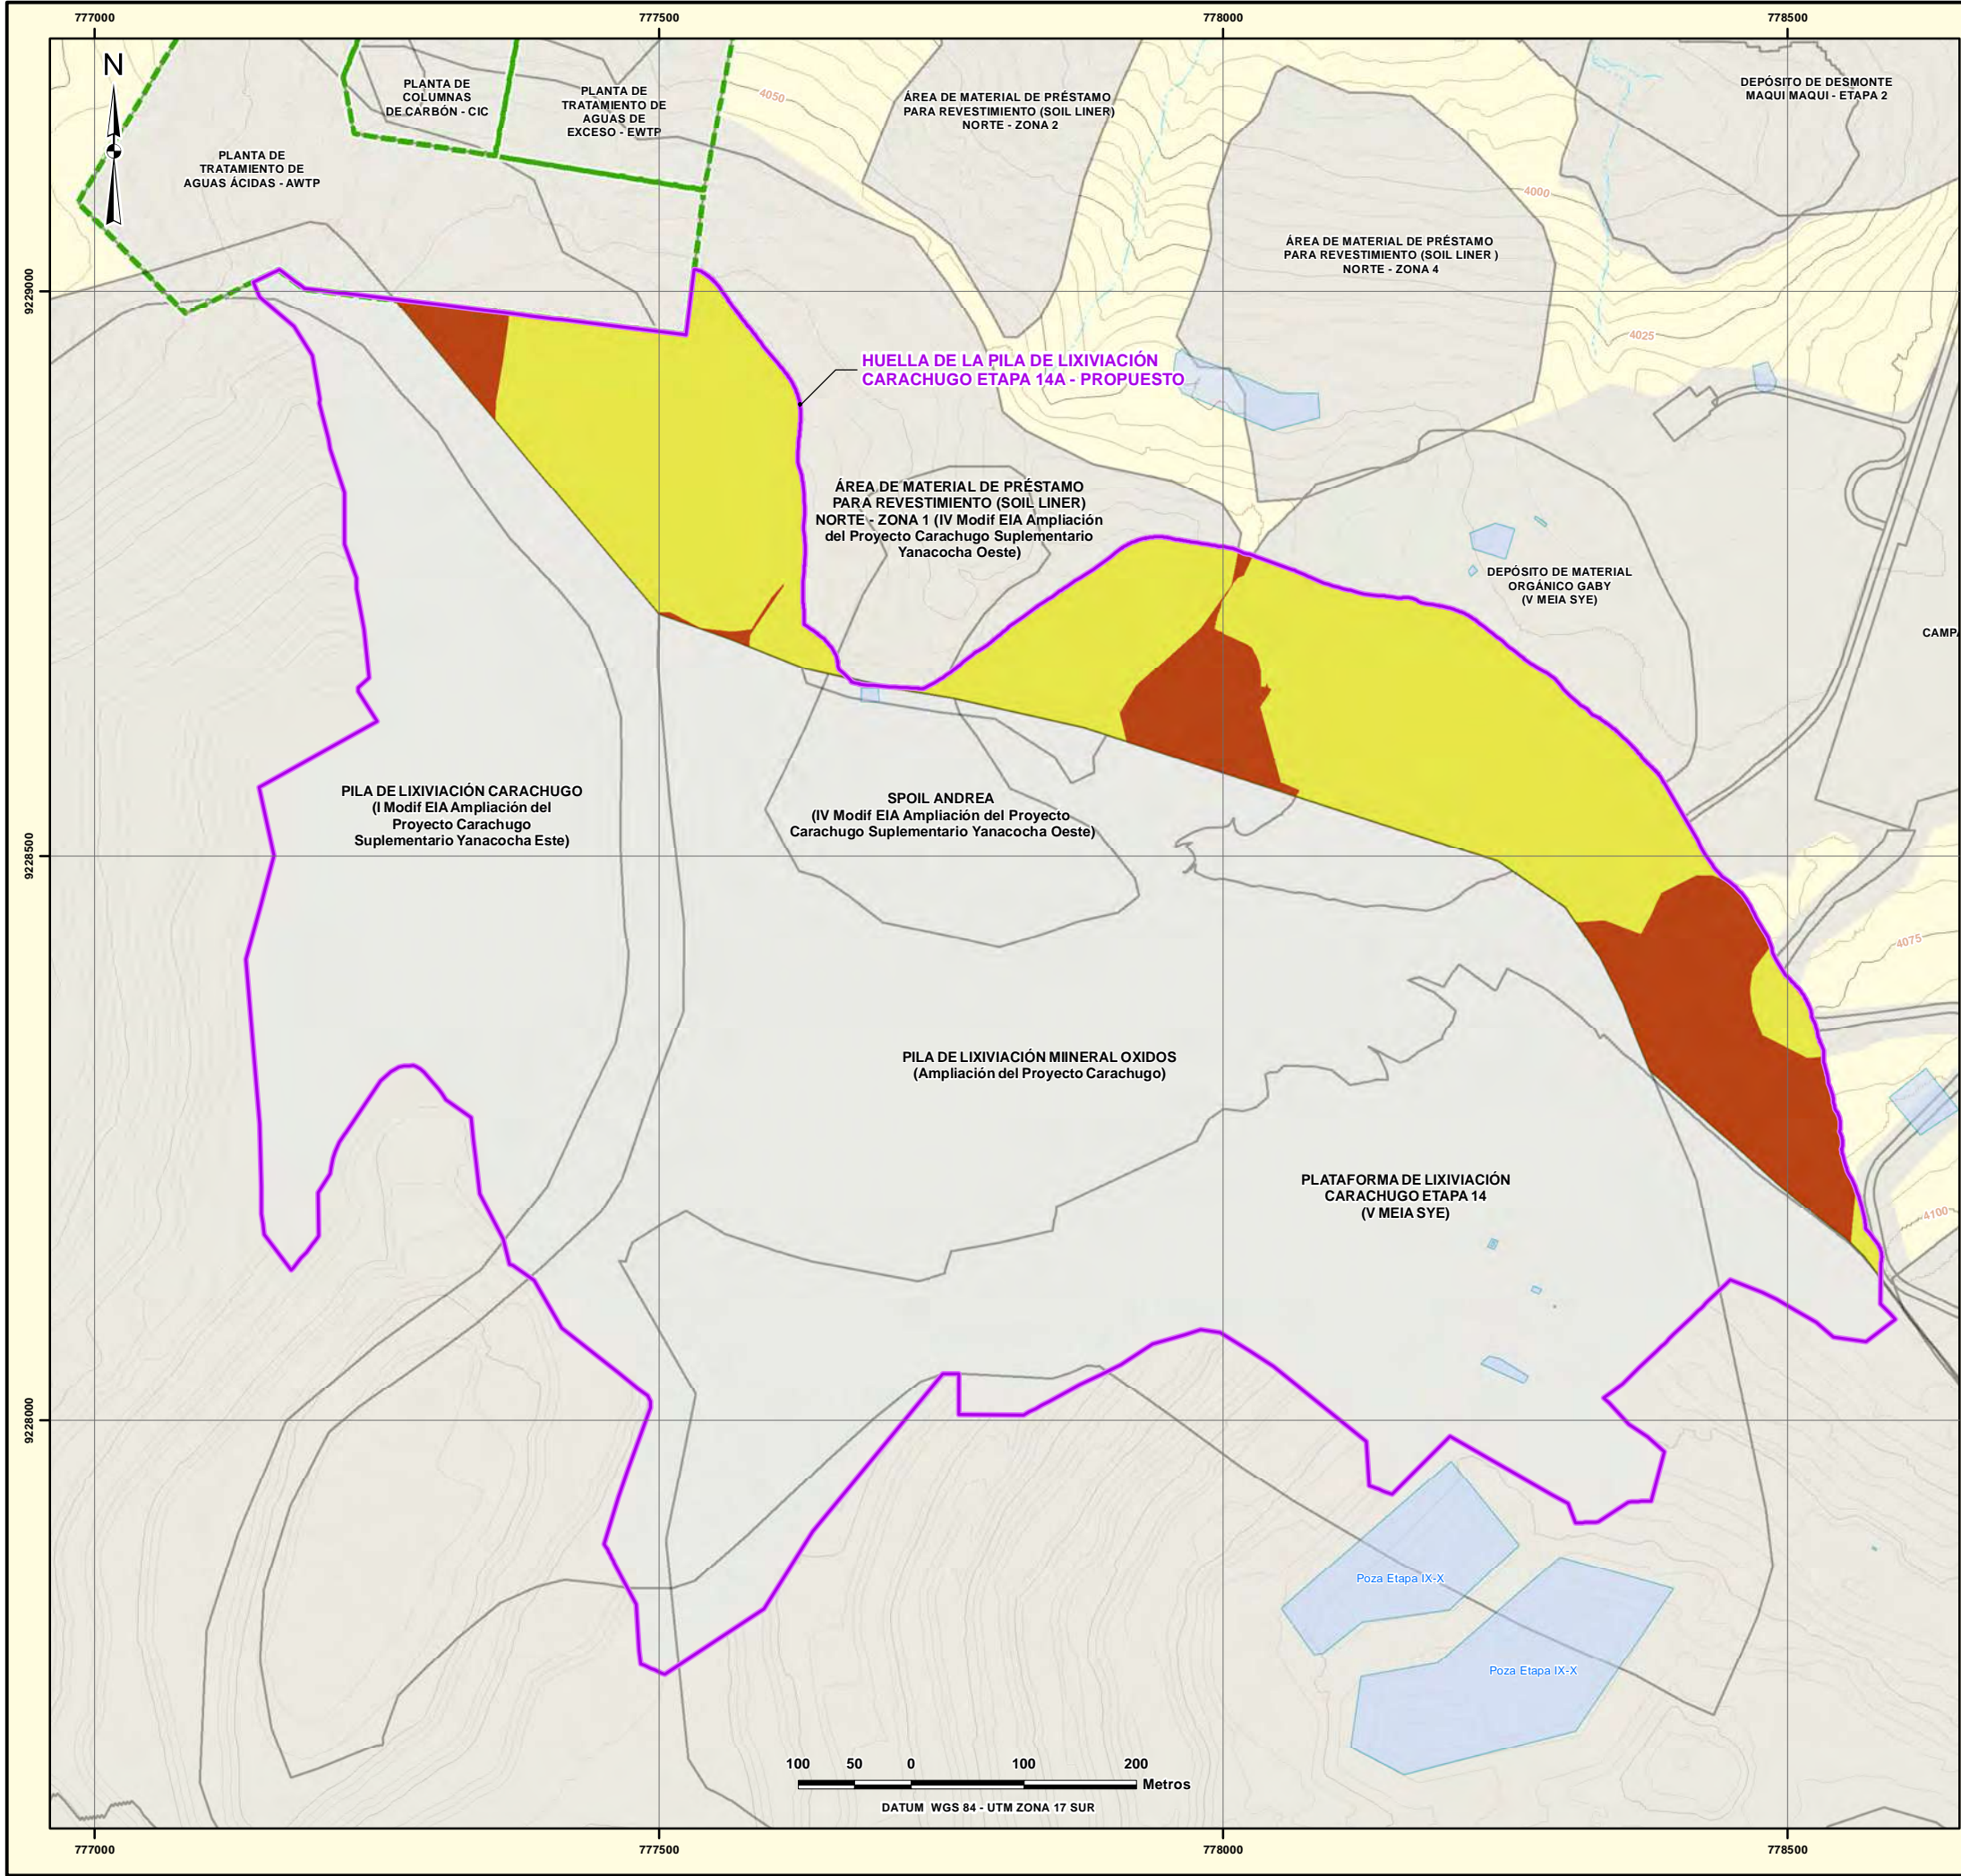 777000
777500
778000
778500
N
PLANTA DE
COLUMNAS
DE CARBÓN - CIC
PLANTA DE
TRATAMIENTO DE
AGUAS DE
EXCESO - EWTP
4050
ÁREA DE MATERIAL DE PRÉSTAMO
PARA REVESTIMIENTO (SOIL LINER)
NORTE - ZONA 2
DEPÓSITO DE DESMONTE
MAQUI MAQUI - ETAPA 2
PLANTA DE
TRATAMIENTO DE
AGUAS ÁCIDAS - AWTP
4000
ÁREA DE MATERIAL DE PRÉSTAMO
PARA REVESTIMIENTO (SOIL LINER )
NORTE - ZONA 4
9229000
4025
HUELLA DE LA PILA DE LIXIVIACIÓN
CARACHUGO ETAPA 14A - PROPUESTO
ÁREA DE MATERIAL DE PRÉSTAMO
PARA REVESTIMIENTO (SOIL LINER)
NORTE - ZONA 1 (IV Modif EIA Ampliación
del Proyecto Carachugo Suplementario
Yanacocha Oeste)
DEPÓSITO DE MATERIAL
ORGÁNICO GABY
(V MEIA SYE)
CAMPA
PILA DE LIXIVIACIÓN CARACHUGO
(I Modif EIA Ampliación del
Proyecto Carachugo
Suplementario Yanacocha Este)
SPOIL ANDREA
(IV Modif EIA Ampliación del Proyecto
Carachugo Suplementario Yanacocha Oeste)
9228500
4075
PILA DE LIXIVIACIÓN MIINERAL OXIDOS
(Ampliación del Proyecto Carachugo)
PLATAFORMA DE LIXIVIACIÓN
CARACHUGO ETAPA 14
(V MEIA SYE)
4100
9228000
Poza Etapa IX-X
Poza Etapa IX-X
100 50 0 100 200
Metros
DATUM WGS 84 - UTM ZONA 17 SUR
777000
777500
778000
778500